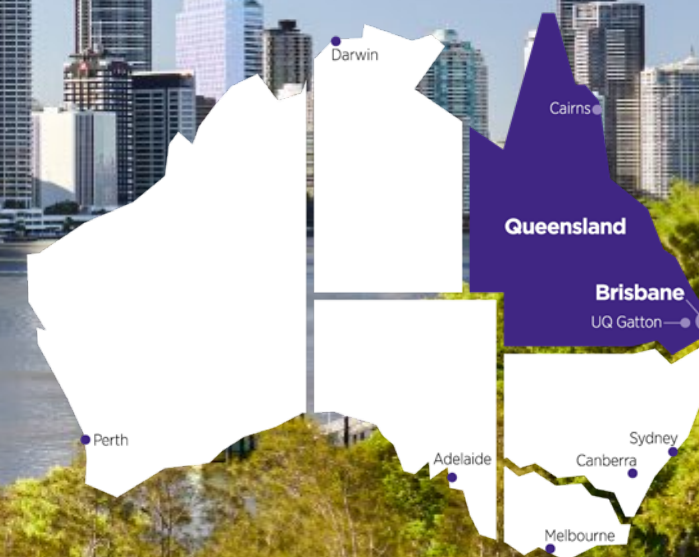 Darwin
Cairns
Queensland
Brisbane
UQ Gatton
Perth
Sydney
Adelaide
Canberra
Melbourne